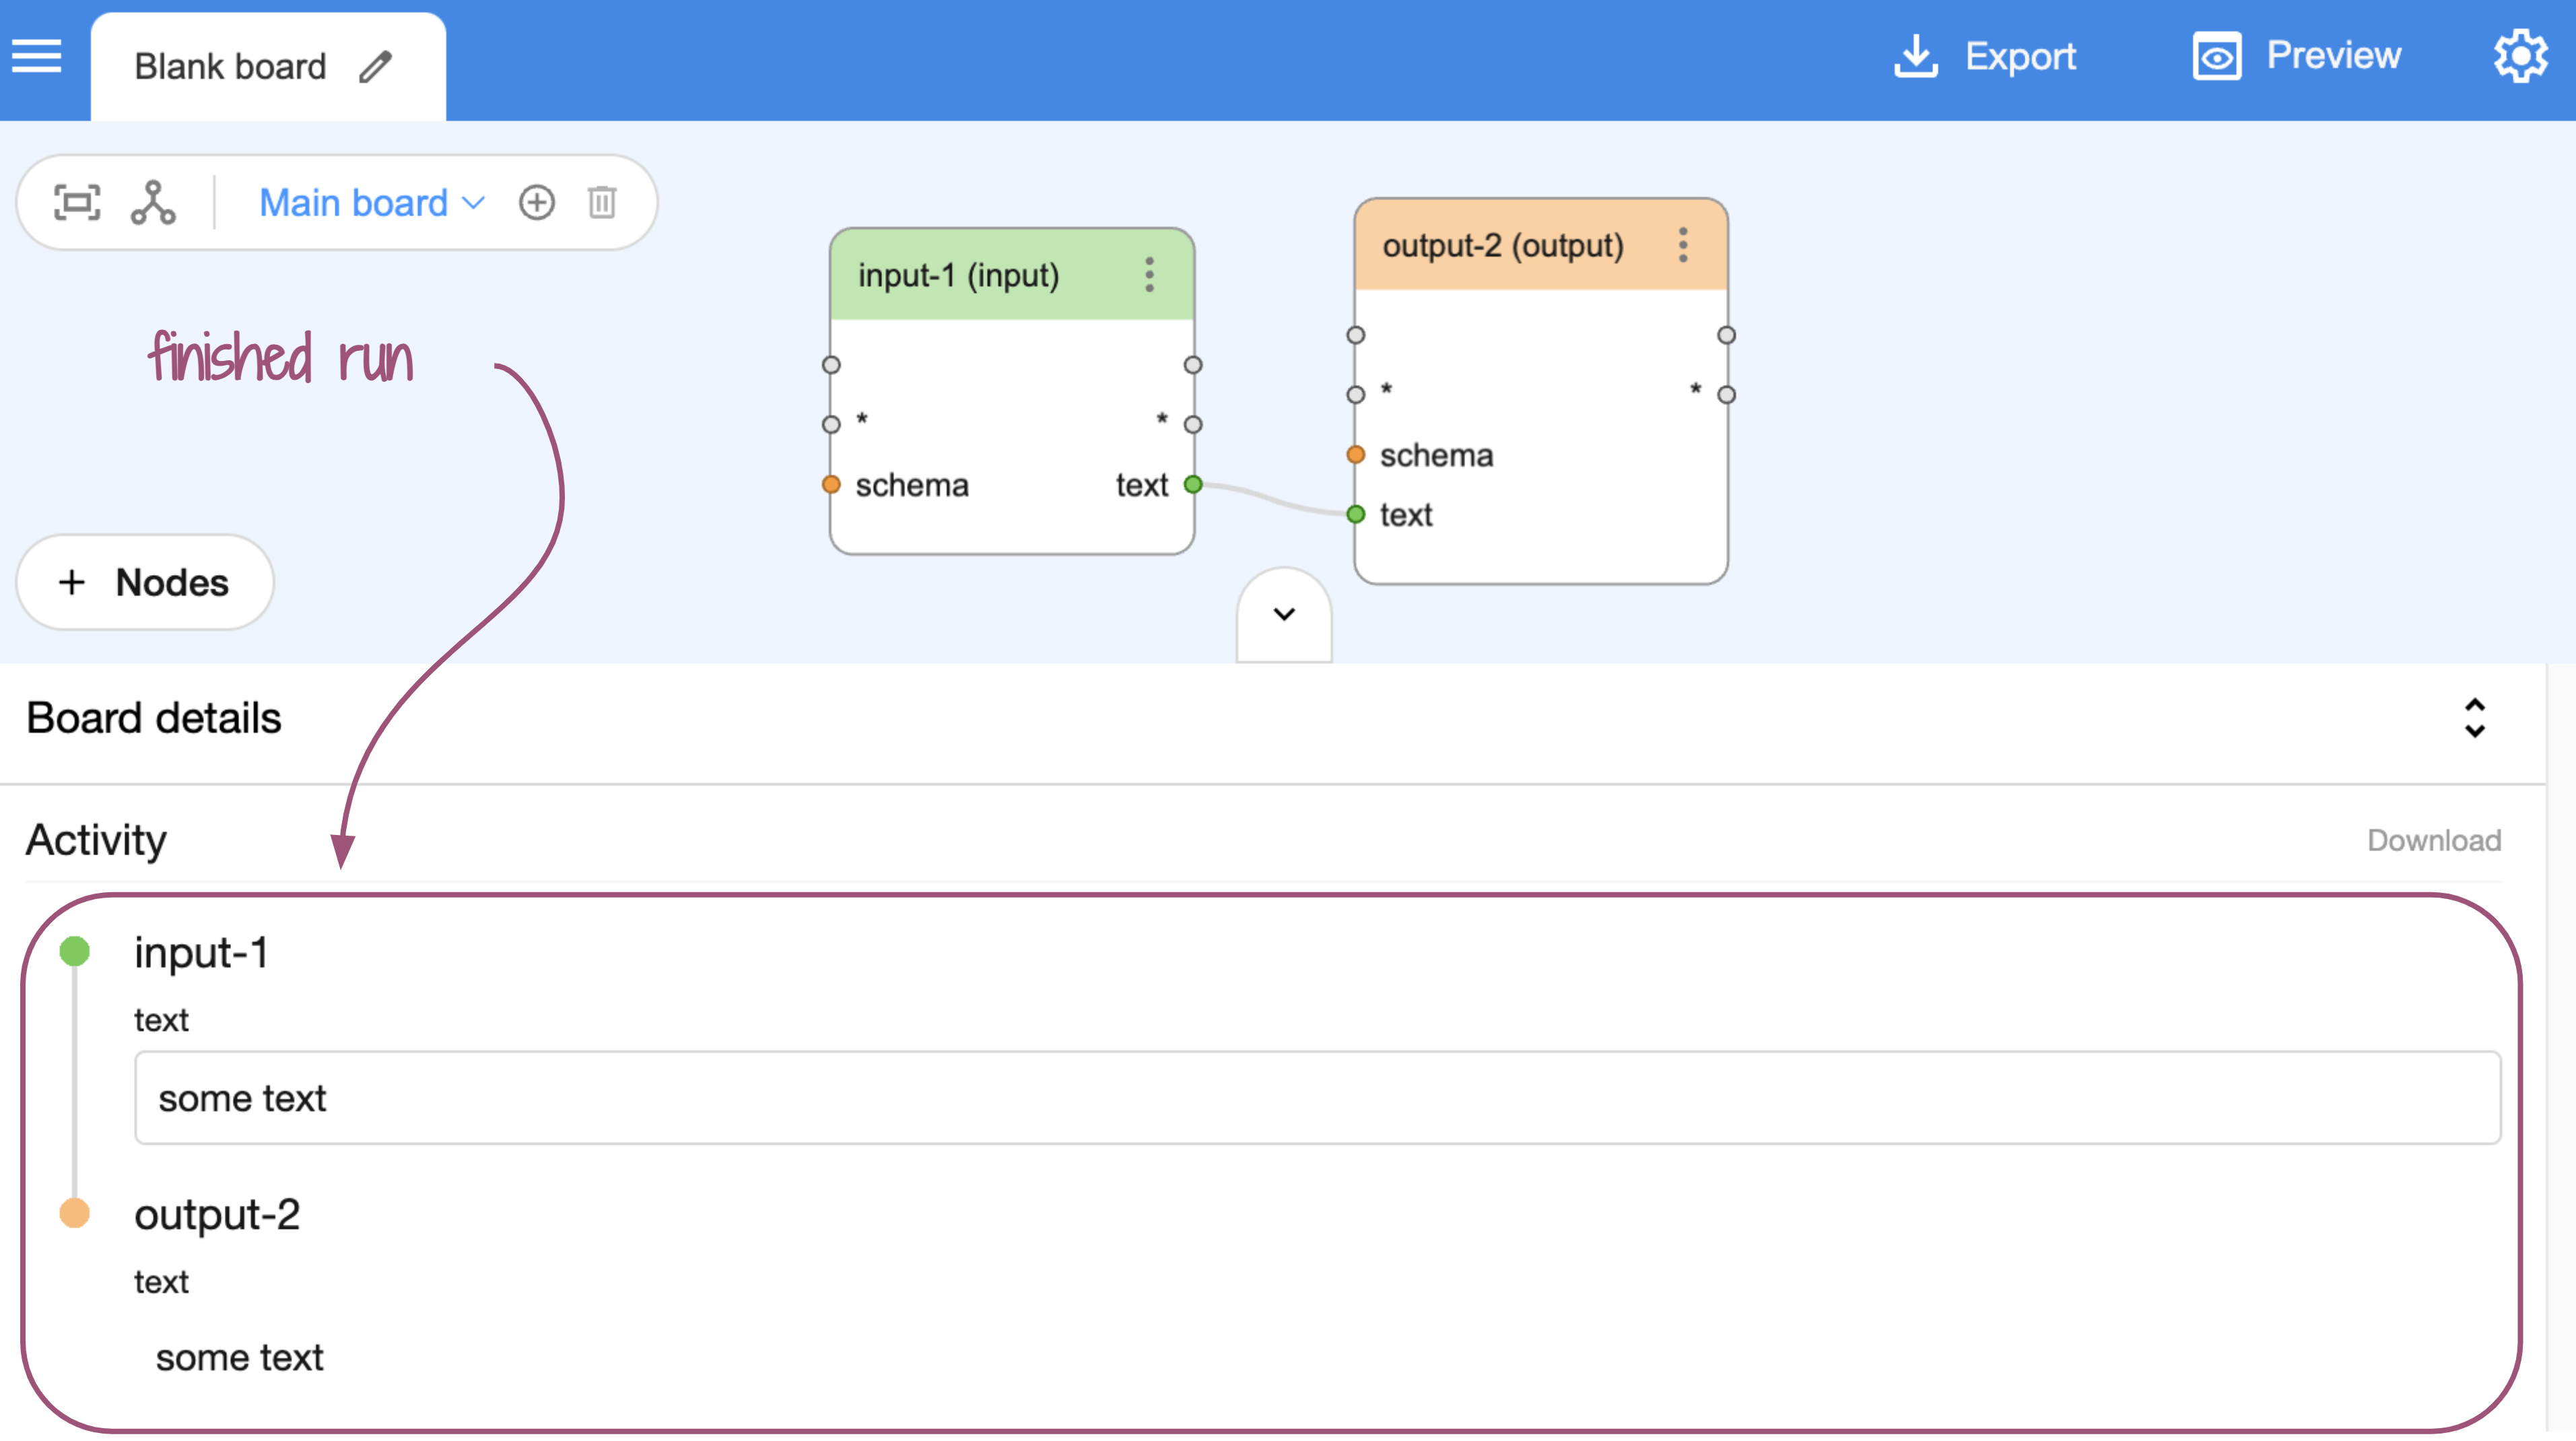 Blank board
Export
Preview
Main board
finished run
input-1 (input)
*
*
schema
text
output-2 (output)
*
*
schema
text
+ Nodes
Board details
Activity
Download
input-1
text
some text
output-2
text
some text